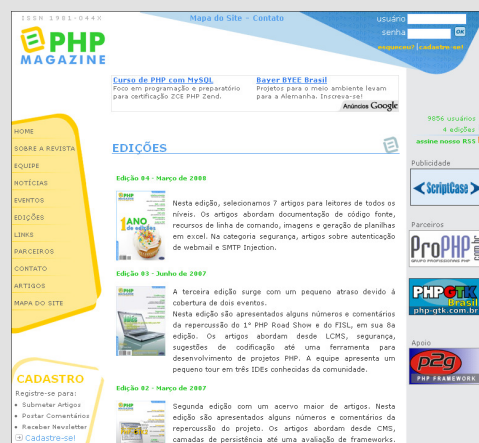 ISSN 1981-044X
PHP
MAGAZINE
Mapa do Site - Contato
usuário
senha
OK
esqueceu? |cadastre-se!
Curso de PHP com MySQL
Foco em programação e preparatório
para certificação ZCE PHP Zend.
Bayer BYEE Brasil
Projetos para o meio ambiente levam
para a Alemanha. Inscreva-se!
Anúncios Google
9856 usuários
4 edições
assine nosso RSS
HOME
SOBRE A REVISTA
EQUIPE
NOTÍCIAS
EVENTOS
EDIÇÕES
LINKS
PARCEIROS
CONTATO
ARTIGOS
MAPA DO SITE
CADASTRO
Registre-se para:
Submeter Artigos
Postar Comentários
Receber Newsletter
Cadastre-se!
EDIÇÕES
Edição 04 - Março de 2008
1 ANO
Nesta edição, selecionamos 7 artigos para leitores de todos os
níveis. Os artigos abordam documentação de código fonte,
recursos de linha de comando, imagens e geração de planilhas
em excel. Na categoria segurança, artigos sobre autenticação
de webmail e SMTP Injection.
Edição 03 - Junho de 2007
A terceira edição surge com um pequeno atraso devido á
cobertura de dois eventos.
Nesta edição são apresentados alguns números e comentários
da repercussão do 1º PHP Road Show e do FISL, em sua 8a
edição. Os artigos abordam desde LCMS, segurança,
sugestões de codificação até uma ferramenta para
desenvolvimento de projetos PHP. A equipe apresenta um
pequeno tour em três IDEs conhecidas da comunidade.
Edição 02 - Março de 2007
Segunda edição com um acervo maior de artigos. Nesta
edição são apresentados alguns números e comentários da
repercussão do projeto. Os artigos abordam desde CMS,
camadas de persistência até uma avaliação de frameworks.
Publicidade
ScriptCase
Parceiros
ProPHP
.com.br
GRUPO PROFISSIONAIS PHP
PHP GTK
Brasil
php-gtk.com.br
Apoio
p2g
PHP FRAMEWORK